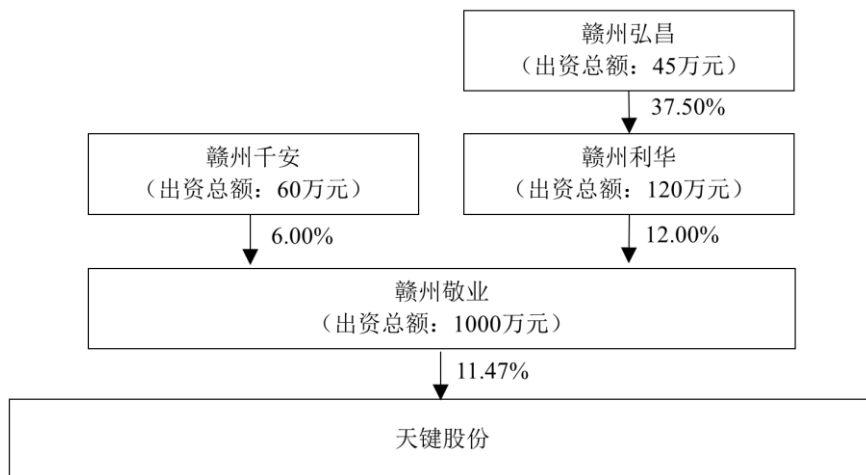 赣州弘昌
（出资总额：45万元）
37.50%
赣州千安
（出资总额：60万元）
赣州利华
（出资总额：120万元）
6.00%
12.00%
赣州敬业
（出资总额：1000万元）
11.47%
天键股份